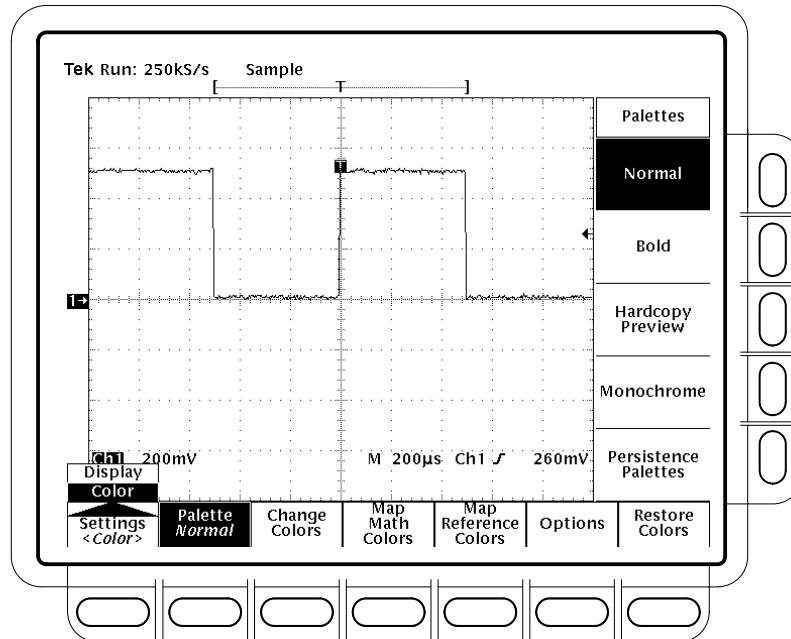 Tek Run: 250kS/s Sample
T
Palettes
Normal
T
Bold
1→
Hardcopy
Preview
Monochrome
Ch1 200mV M 200µs Ch1 260mV
Persistence
Palettes
Display
Color
Settings
<Color>
Palette
Normal
Change
Colors
Map
Math
Colors
Map
Reference
Colors
Options
Restore
Colors